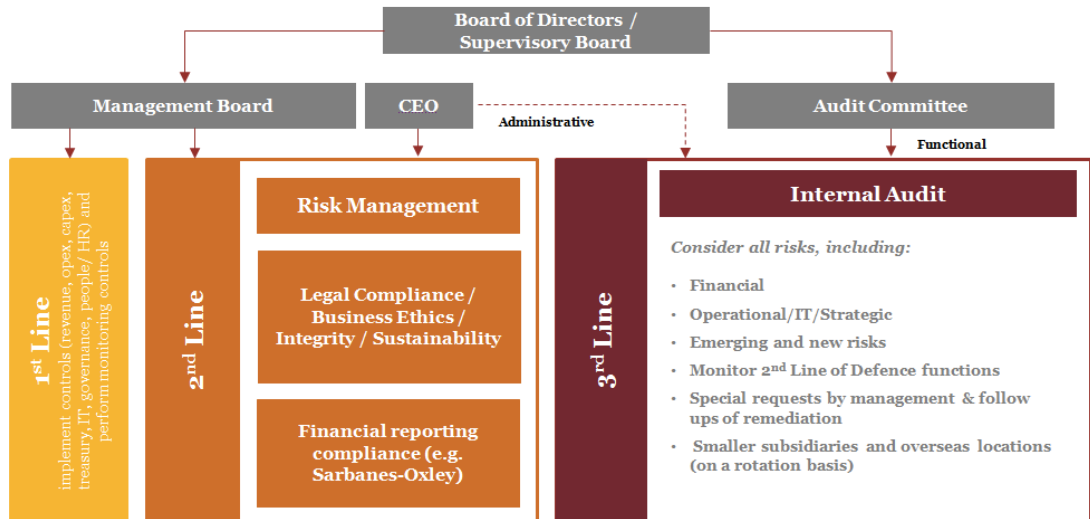 Board of Directors /
Supervisory Board
Management Board
CEO
Administrative
Audit Committee
Functional
1st Line
implement controls (revenue, opex, capex,
treasury, IT, governance, people/ HR) and
perform monitoring controls
2nd Line
Risk Management
Legal Compliance /
Business Ethics /
Integrity / Sustainability
Financial reporting
compliance (e.g.
Sarbanes-Oxley)
3rd Line
Internal Audit
Consider all risks, including:
• Financial
• Operational/IT/Strategic
• Emerging and new risks
• Monitor 2nd Line of Defence functions
• Special requests by management & follow
ups of remediation
• Smaller subsidiaries and overseas locations
(on a rotation basis)